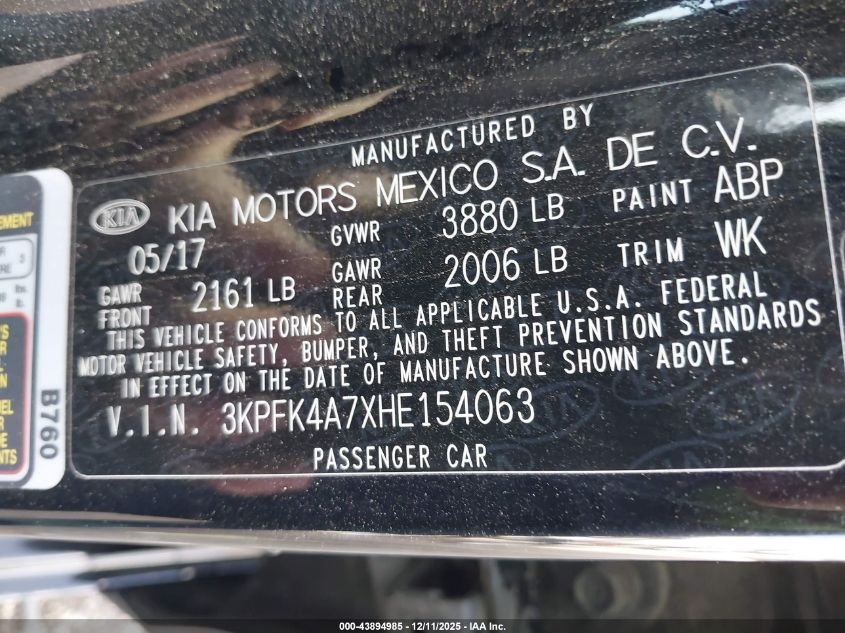 MANUFACTURED BY
KIA KIA MOTORS MEXICO S.A. DE C.V.
05/17 GVWR 3880 LB PAINT ABP
GAWR FRONT 2161 LB GAWR REAR 2006 LB TRIM WK
THIS VEHICLE CONFORMS TO ALL APPLICABLE U.S.A. FEDERAL
MOTOR VEHICLE SAFETY, BUMPER, AND THEFT PREVENTION STANDARDS
IN EFFECT ON THE DATE OF MANUFACTURE SHOWN ABOVE.
V.I.N. 3KPFK4A7XHE154063
PASSENGER CAR
B760
000-43894985 - 12/11/2025 - IAA Inc.